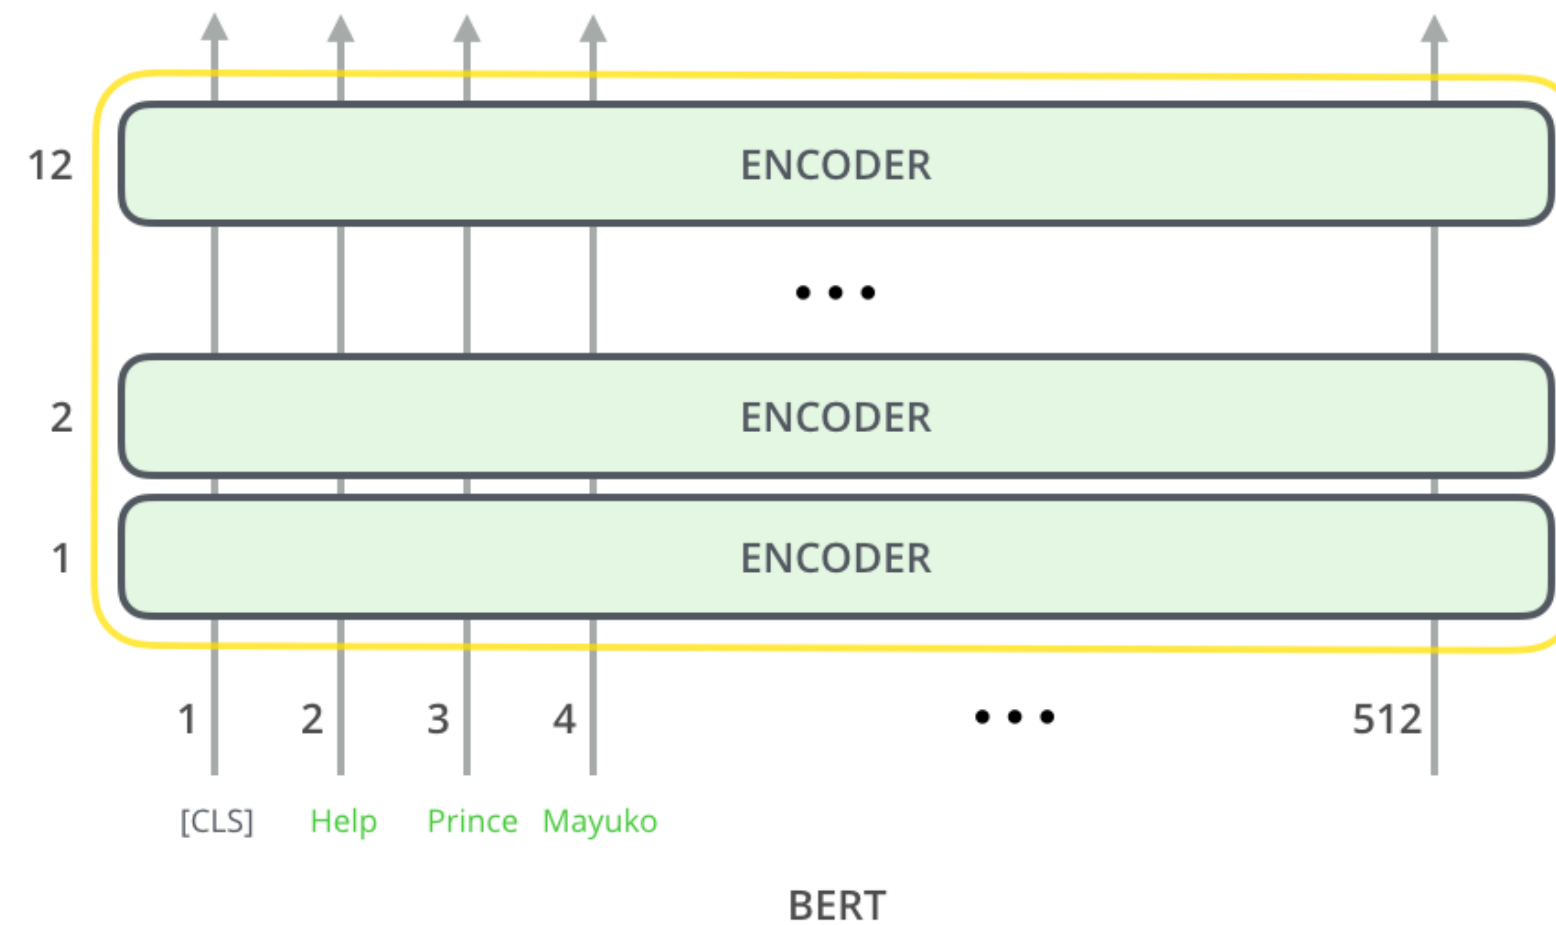 12 ENCODER
...
2 ENCODER
1 ENCODER
1 2 3 4 ... 512
[CLS] Help Prince Mayuko
BERT